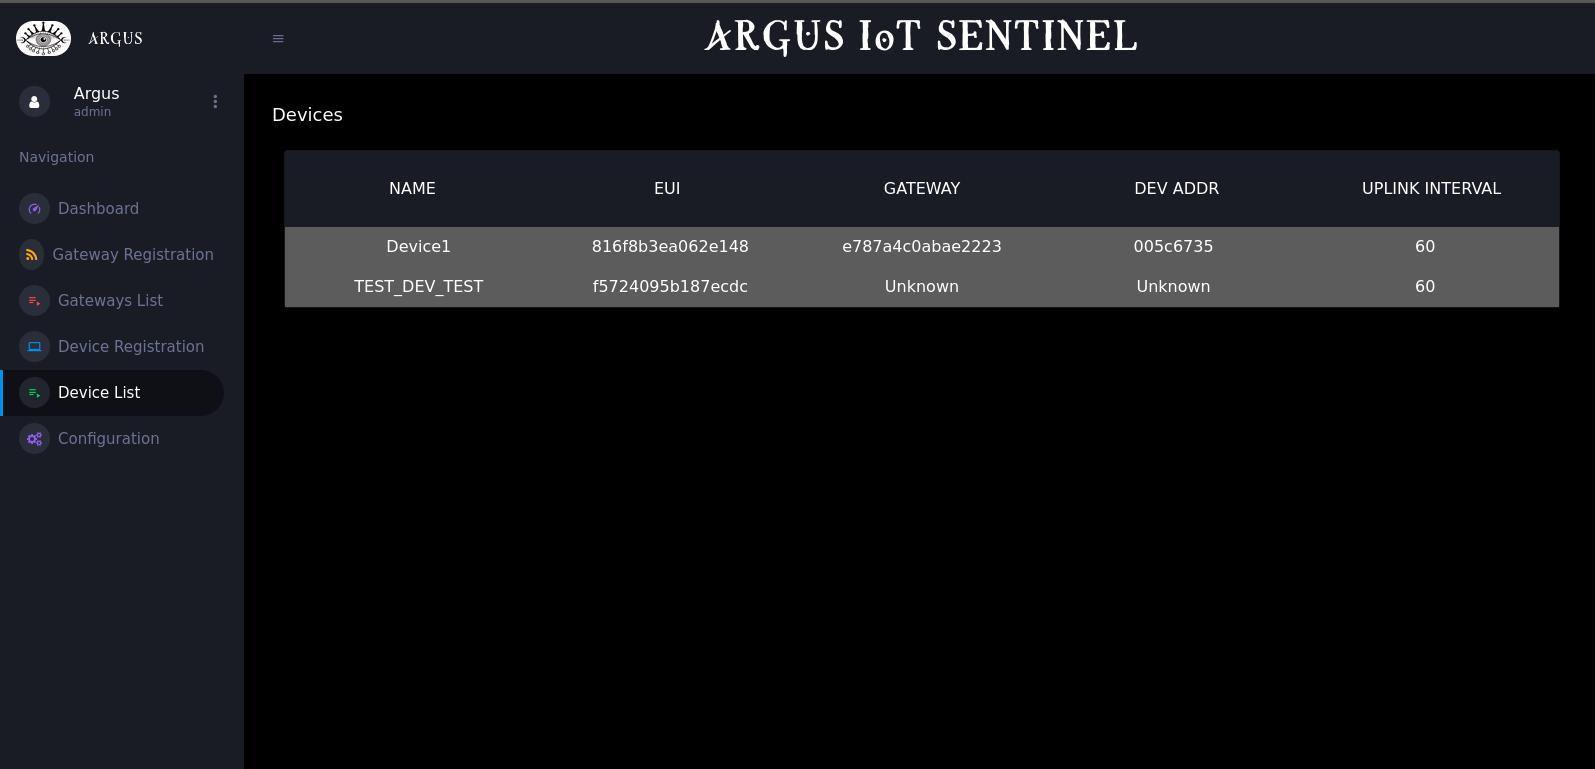 ARGUS
ARGUS IoT SENTINEL
Argus
admin
Navigation
Dashboard
Gateway Registration
Gateways List
Device Registration
Device List
Configuration
Devices
NAME EUI GATEWAY DEV ADDR UPLINK INTERVAL
Device1 816f8b3ea062e148 e787a4c0abae2223 005c6735 60
TEST_DEV_TEST f5724095b187ecdc Unknown Unknown 60